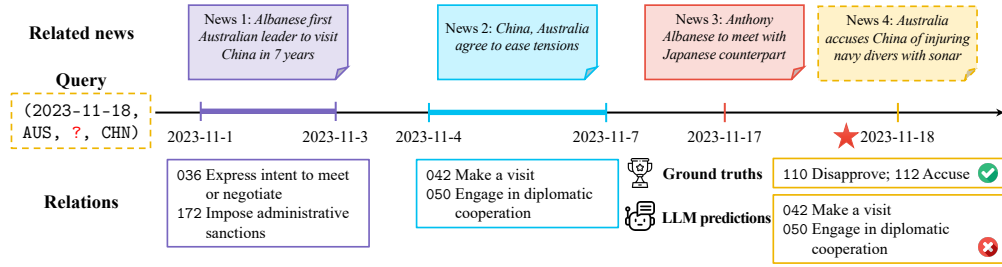 Related news
News 1: Albanese first
Australian leader to visit
China in 7 years
News 2: China, Australia
agree to ease tensions
News 3: Anthony
Albanese to meet with
Japanese counterpart
News 4: Australia
accuses China of injuring
navy divers with sonar
Query
(2023-11-18,
AUS, ?, CHN)
2023-11-1
2023-11-3
2023-11-4
2023-11-7
2023-11-17
2023-11-18
Relations
036 Express intent to meet
or negotiate
172 Impose administrative
sanctions
042 Make a visit
050 Engage in diplomatic
cooperation
Ground truths
110 Disapprove; 112 Accuse
LLM predictions
042 Make a visit
050 Engage in diplomatic
cooperation